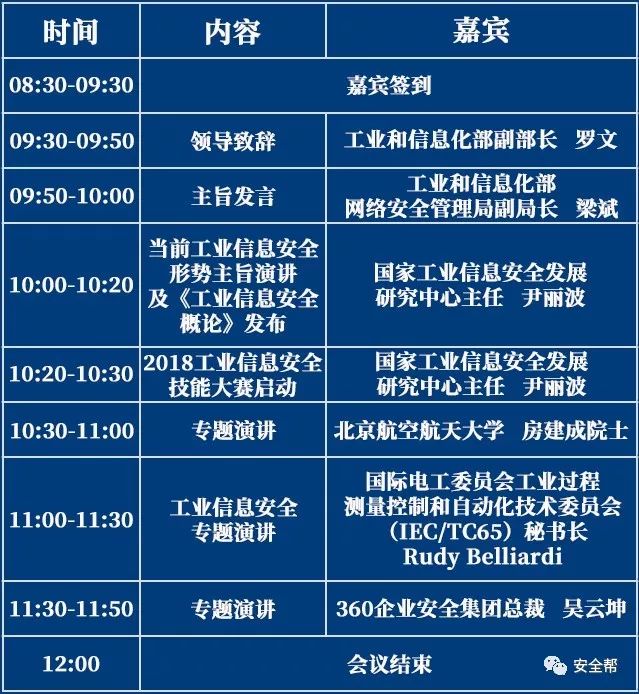 时间 内容 嘉宾
08:30-09:30 嘉宾签到
09:30-09:50 领导致辞 工业和信息化部副部长 罗文
09:50-10:00 主旨发言 工业和信息化部
网络安全管理局副局长 梁斌
10:00-10:20 当前工业信息安全
形势主旨演讲
及《工业信息安全
概论》发布
国家工业信息安全发展
研究中心主任 尹丽波
10:20-10:30 2018工业信息安全
技能大赛启动
国家工业信息安全发展
研究中心主任 尹丽波
10:30-11:00 专题演讲 北京航空航天大学 房建成院士
11:00-11:30 工业信息安全
专题演讲
国际电工委员会工业过程
测量控制和自动化技术委员会
（IEC/TC65）秘书长
Rudy Belliardi
11:30-11:50 专题演讲 360企业安全集团总裁 吴云坤
12:00 会议结束
安全帮